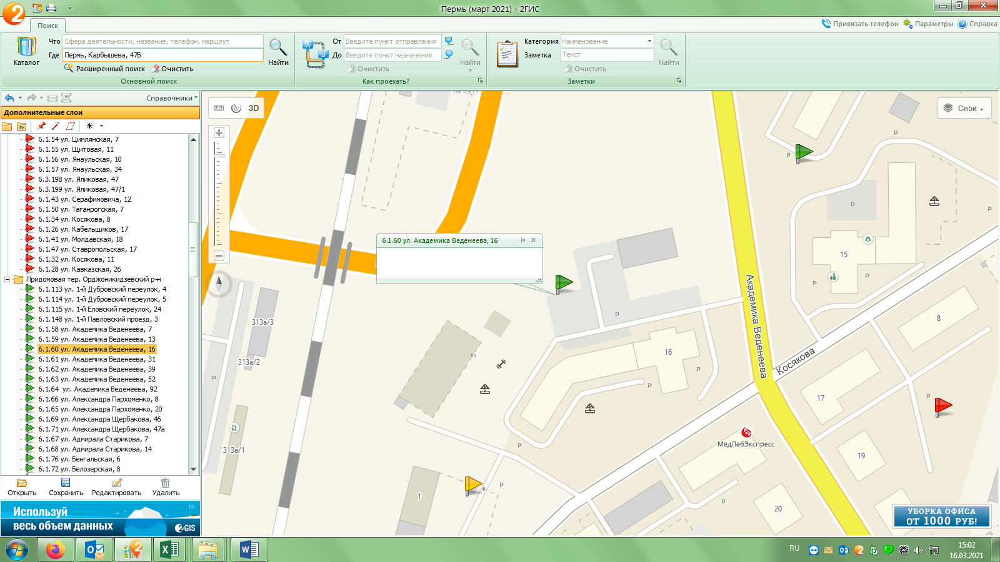 Пермь (март 2021) - 2ГИС
Поиск
Привязать телефон
Параметры
Справка
Каталог
Что
Сфера деятельности, название, телефон, маршрут
Где
Пермь, Карбышева, 47Б
Расширенный поиск
Очистить
Найти
Основной поиск
От
Введите пункт отправления
До
Введите пункт назначения
Очистить
Найти
Как проехать?
Категория
Наименование
Заметка
Текст
Очистить
Найти
Заметки
Справочники
Дополнительные слои
6.1.54 ул. Цимлянская, 7
6.1.55 ул. Щитовая, 11
6.1.56 ул. Янаульская, 10
6.1.57 ул. Янаульская, 34
6.3.198 ул. Яликовая, 47
6.3.199 ул. Яликовая, 47/1
6.1.43 ул. Серафимовича, 12
6.1.50 ул. Таганрогская, 7
6.1.34 ул. Косякова, 8
6.1.26 ул. Кабельщиков, 17
6.1.41 ул. Молдавская, 18
6.1.47 ул. Ставропольская, 17
6.1.32 ул. Косякова, 11
6.1.28 ул. Кавказская, 26
Придомовая тер. Орджоникидзевский р-н
6.1.113 ул. 1-й Дубровский переулок, 4
6.1.114 ул. 1-й Дубровский переулок, 5
6.1.115 ул. 1-й Еловский переулок, 24
6.1.148 ул. 1-й Павловский проезд, 3
6.1.58 ул. Академика Веденеева, 7
6.1.59 ул. Академика Веденеева, 13
6.1.60 ул. Академика Веденеева, 16
6.1.61 ул. Академика Веденеева, 31
6.1.62 ул. Академика Веденеева, 39
6.1.63 ул. Академика Веденеева, 52
6.1.64 ул. Академика Веденеева, 92
6.1.66 ул. Александра Пархоменко, 8
6.1.65 ул. Александра Пархоменко, 20
6.1.69 ул. Александра Щербакова, 46
6.1.71 ул. Александра Щербакова, 47а
6.1.67 ул. Адмирала Старикова, 7
6.1.68 ул. Адмирала Старикова, 14
6.1.76 ул. Бенгальская, 6
6.1.72 ул. Белозерская, 8
Открыть
Сохранить
Редактировать
Удалить
Используй
весь объем данных
18+
2GIS
3D
Слои
6.1.60 ул. Академика Веденеева, 16
313а/3
313а/2
313а/1
P
P
P
P
P
P
P
P
P
P
P
P
P
P
15
16
8
17
19
20
1
Академика Веденеева
Косякова
МедЛабЭкспресс
УБОРКА ОФИСА
ОТ 1000 РУБ!
RU
15:02
16.03.2021